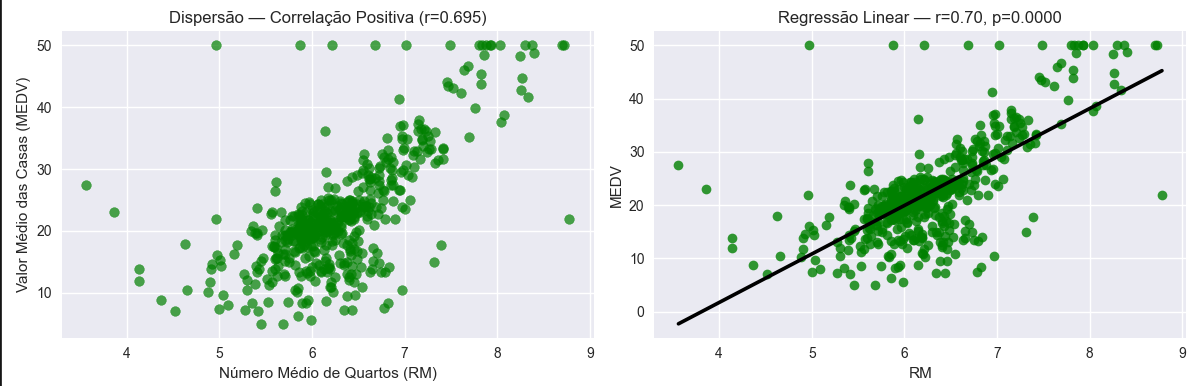 Dispersão — Correlação Positiva (r=0.695)
Valor Médio das Casas (MEDV)
50
40
30
20
10
4 5 6 7 8 9
Número Médio de Quartos (RM)
Regressão Linear — r=0.70, p=0.0000
MEDV
50
40
30
20
10
0
4 5 6 7 8 9
RM